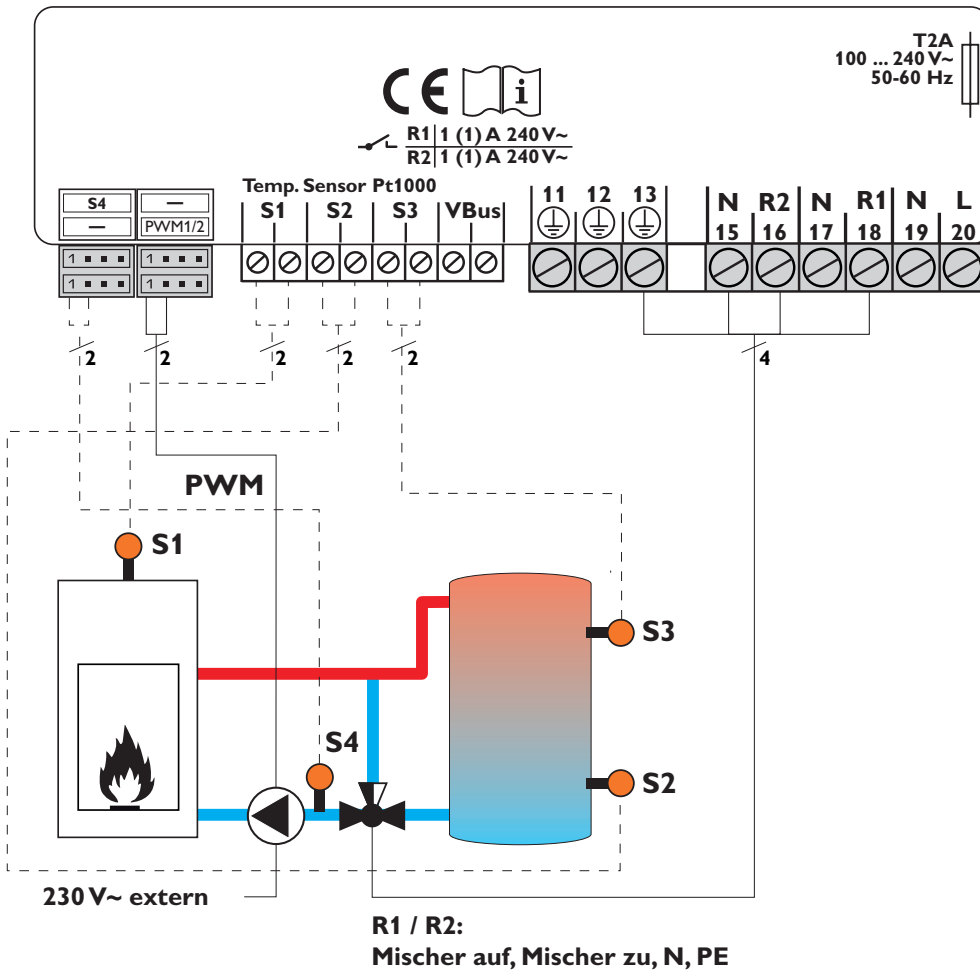 T2A
100 ... 240 V~
50-60 Hz
CE i
R1 1 (1) A 240 V~
R2 1 (1) A 240 V~
Temp. Sensor Pt1000
S4 —
— PWM1/2
S1 S2 S3 VBus
11 12 13
N R2 N R1 N L
15 16 17 18 19 20
1 1
1 1
2 2 2 2 2 4
PWM
S1
S3
S4
S2
230 V~ extern
R1 / R2:
Mischer auf, Mischer zu, N, PE